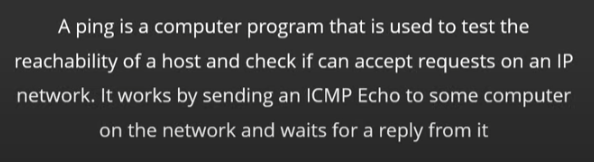 A ping is a computer program that is used to test the
reachability of a host and check if can accept requests on an IP
network. It works by sending an ICMP Echo to some computer
on the network and waits for a reply from it